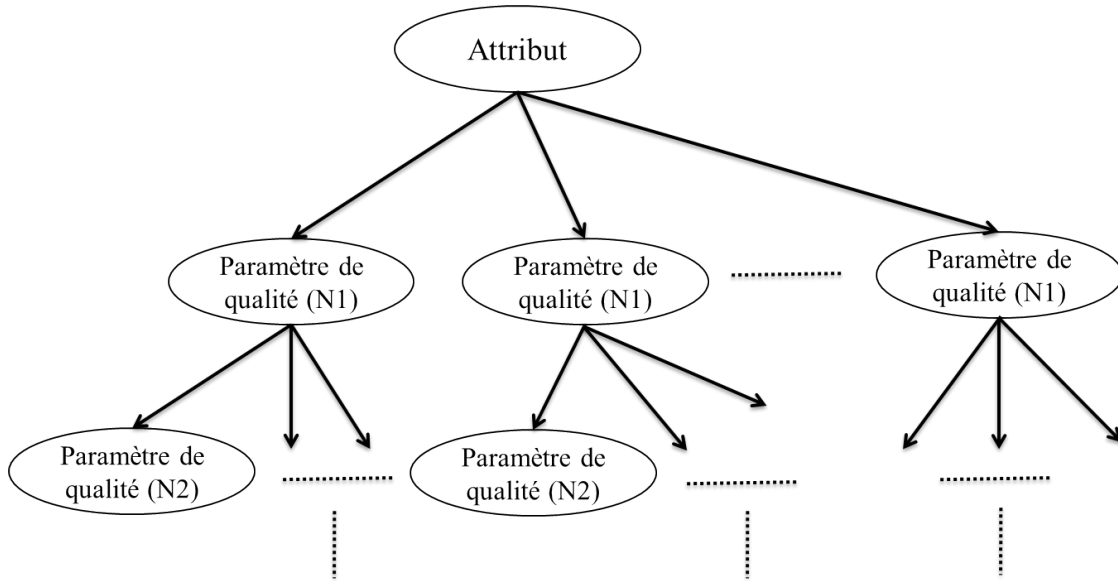 Attribut
Paramètre de
qualité (N1)
Paramètre de
qualité (N1)
Paramètre de
qualité (N1)
Paramètre de
qualité (N2)
Paramètre de
qualité (N2)